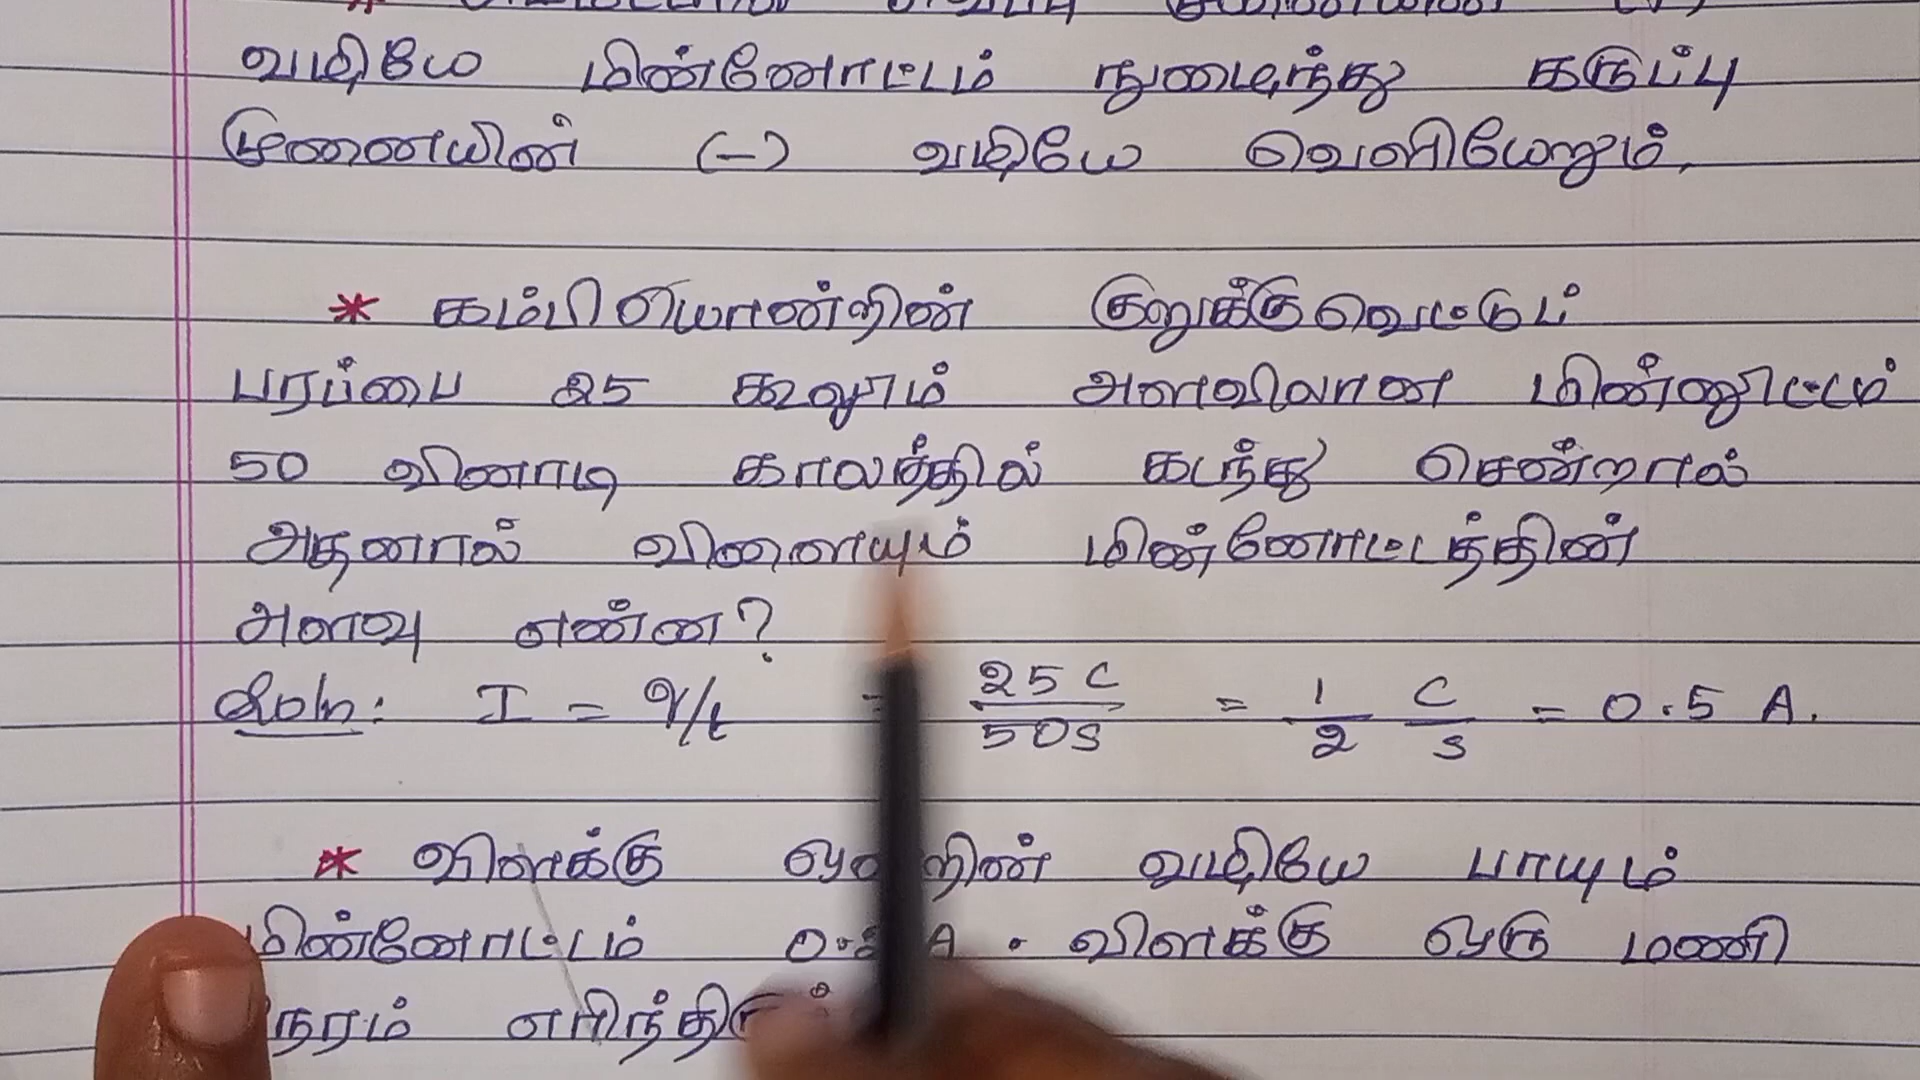 வழியே மின்னோட்டம் நுழைந்து கருப்பு
முனையின் (-) வழியே வெளியேறும்.
* கம்பியொன்றின் குறுக்குவெட்டுப்
பரப்பை 25 கூலூம் அளவிலான மின்னூட்டம்
50 வினாடி காலத்தில் கடந்து சென்றால்
அதனால் விளையும் மின்னோட்டத்தின்
அளவு என்ன?
Soln: I = q/t = 25 C / 50 s = 1/2 C/s = 0.5 A.
* விளக்கு ஒன்றின் வழியே பாயும்
மின்னோட்டம் A. விளக்கு ஒரு மணி
நேரம்